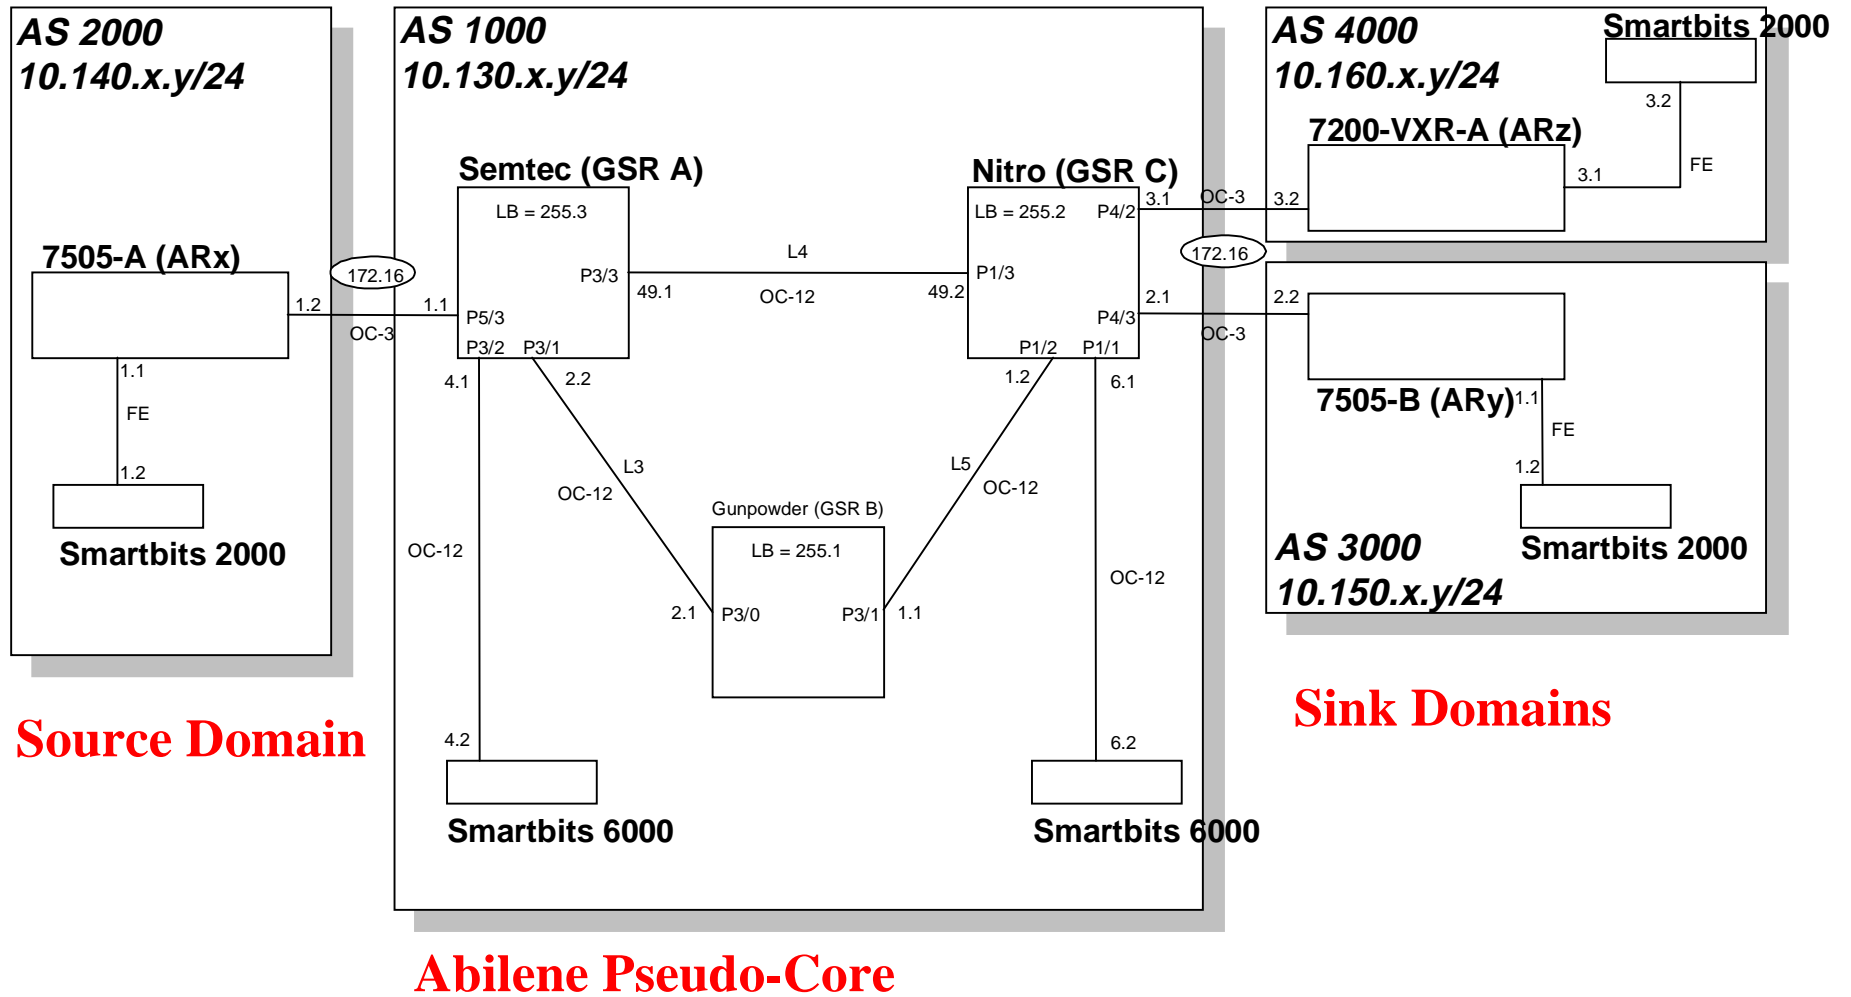 AS 2000
10.140.x.y/24
7505-A (ARx)
172.16
1.2
1.1
OC-3
1.1
FE
1.2
Smartbits 2000
Source Domain
AS 1000
10.130.x.y/24
Semtec (GSR A)
LB = 255.3
P3/3
P5/3
P3/2
P3/1
49.1
L4
OC-12
49.2
4.1
2.2
L3
OC-12
OC-12
4.2
Smartbits 6000
Gunpowder (GSR B)
LB = 255.1
2.1
P3/0
P3/1
1.1
Nitro (GSR C)
LB = 255.2
P4/2
P1/3
P4/3
P1/2
P1/1
1.2
6.1
L5
OC-12
OC-12
6.2
Smartbits 6000
Abilene Pseudo-Core
3.1
OC-3
3.2
172.16
2.1
OC-3
2.2
AS 4000
10.160.x.y/24
Smartbits 2000
3.2
7200-VXR-A (ARz)
3.1
FE
7505-B (ARy)
1.1
FE
1.2
AS 3000
10.150.x.y/24
Smartbits 2000
Sink Domains